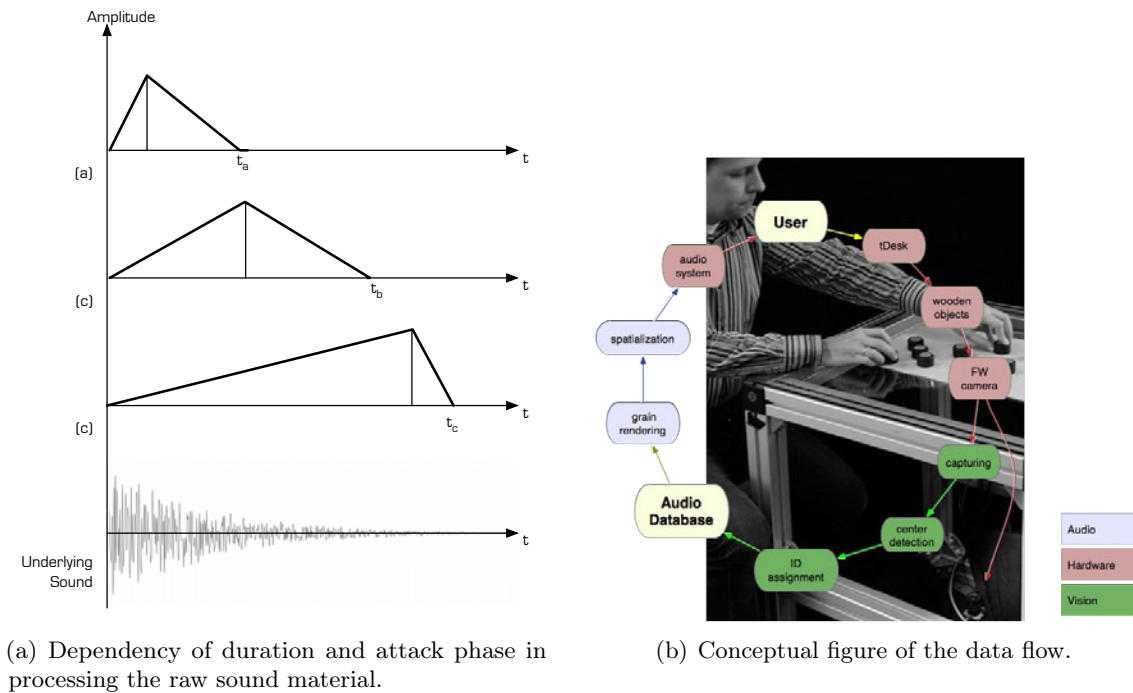 Amplitude
t_a
t
(a)
t_b
t
(c)
t_c
t
(c)
t
Underlying
Sound
User
tDesk
audio
system
wooden
objects
spatialization
FW
camera
grain
rendering
capturing
Audio
Database
center
detection
ID
assignment
Audio
Hardware
Vision
(a) Dependency of duration and attack phase in
processing the raw sound material.
(b) Conceptual figure of the data flow.